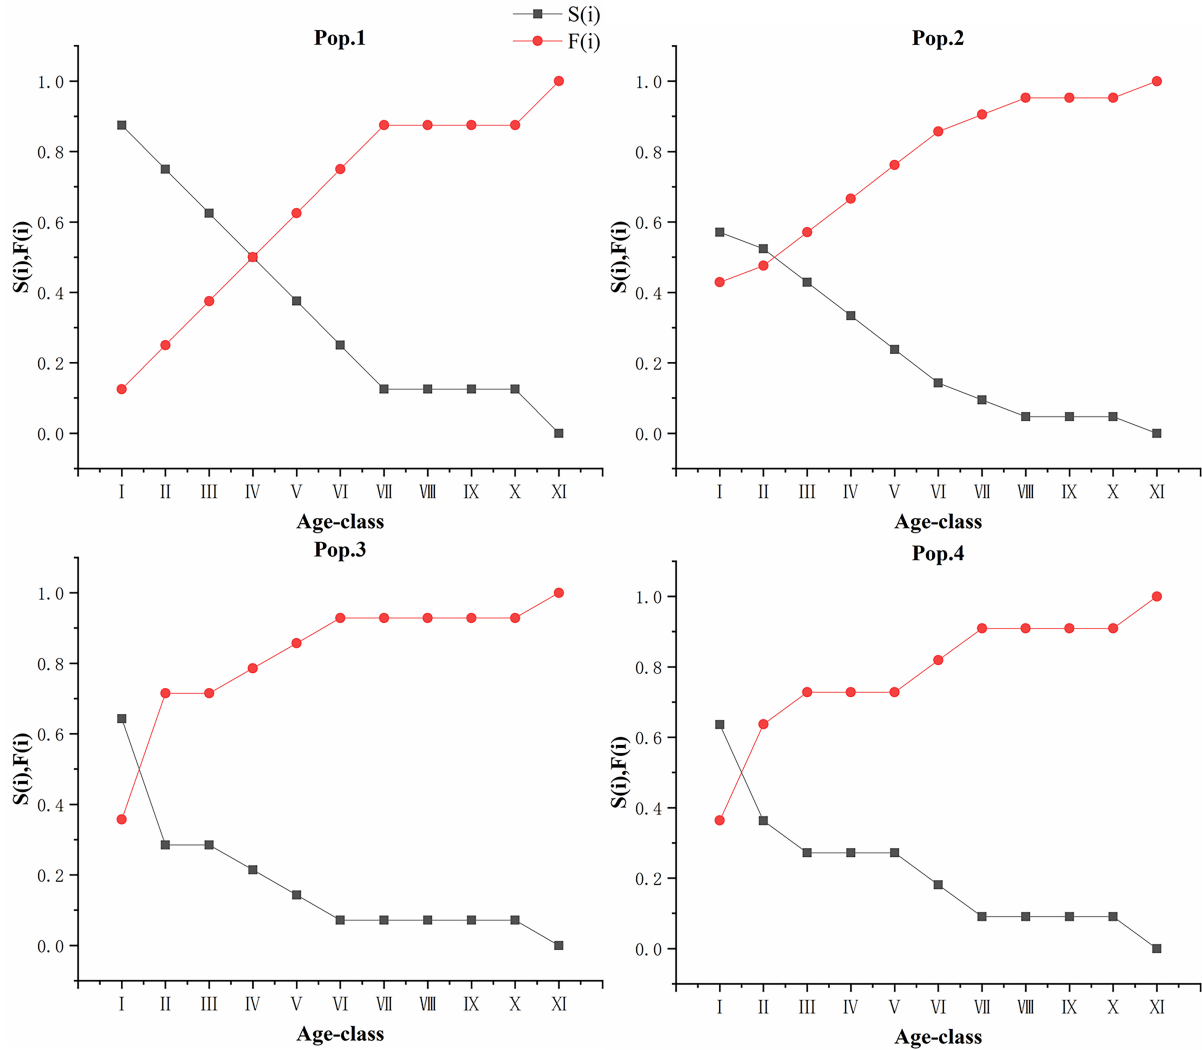 S(i)
F(i)
Pop.1
1.0
0.8
0.6
0.4
0.2
0.0
S(i),F(i)
I II III IV V VI VII VIII IX X XI
Age-class
Pop.2
1.0
0.8
0.6
0.4
0.2
0.0
S(i),F(i)
I II III IV V VI VII VIII IX X XI
Age-class
Pop.3
1.0
0.8
0.6
0.4
0.2
0.0
S(i),F(i)
I II III IV V VI VII VIII IX X XI
Age-class
Pop.4
1.0
0.8
0.6
0.4
0.2
0.0
S(i),F(i)
I II III IV V VI VII VIII IX X XI
Age-class